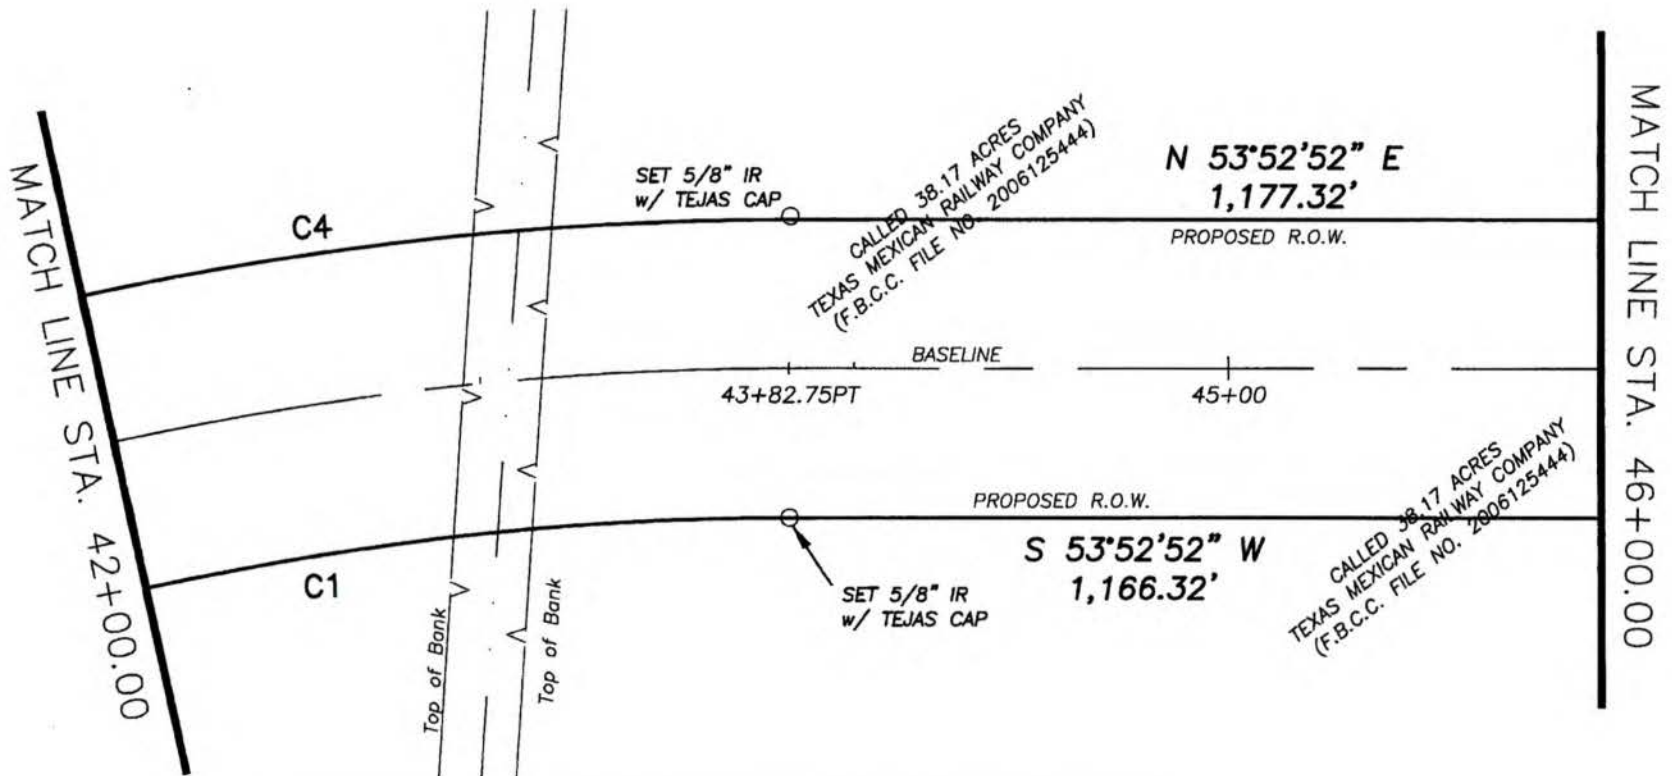 MATCH LINE STA. 42+00.00
C4
SET 5/8" IR
w/ TEJAS CAP
CALLED 38.17 ACRES
TEXAS MEXICAN RAILWAY COMPANY
(F.B.C.C. FILE NO. 2006125444)
N 53°52'52" E
1,177.32'
PROPOSED R.O.W.
BASELINE
43+82.75PT
45+00
PROPOSED R.O.W.
S 53°52'52" W
1,166.32'
C1
SET 5/8" IR
w/ TEJAS CAP
CALLED 38.17 ACRES
TEXAS MEXICAN RAILWAY COMPANY
(F.B.C.C. FILE NO. 2006125444)
Top of Bank
Top of Bank
MATCH LINE STA. 46+00.00